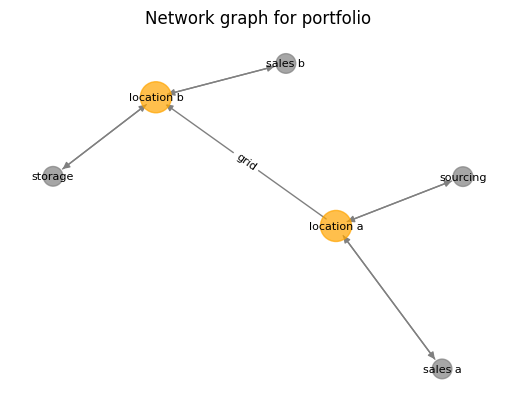 Network graph for portfolio
sales b
location b
grid
storage
sourcing
location a
sales a